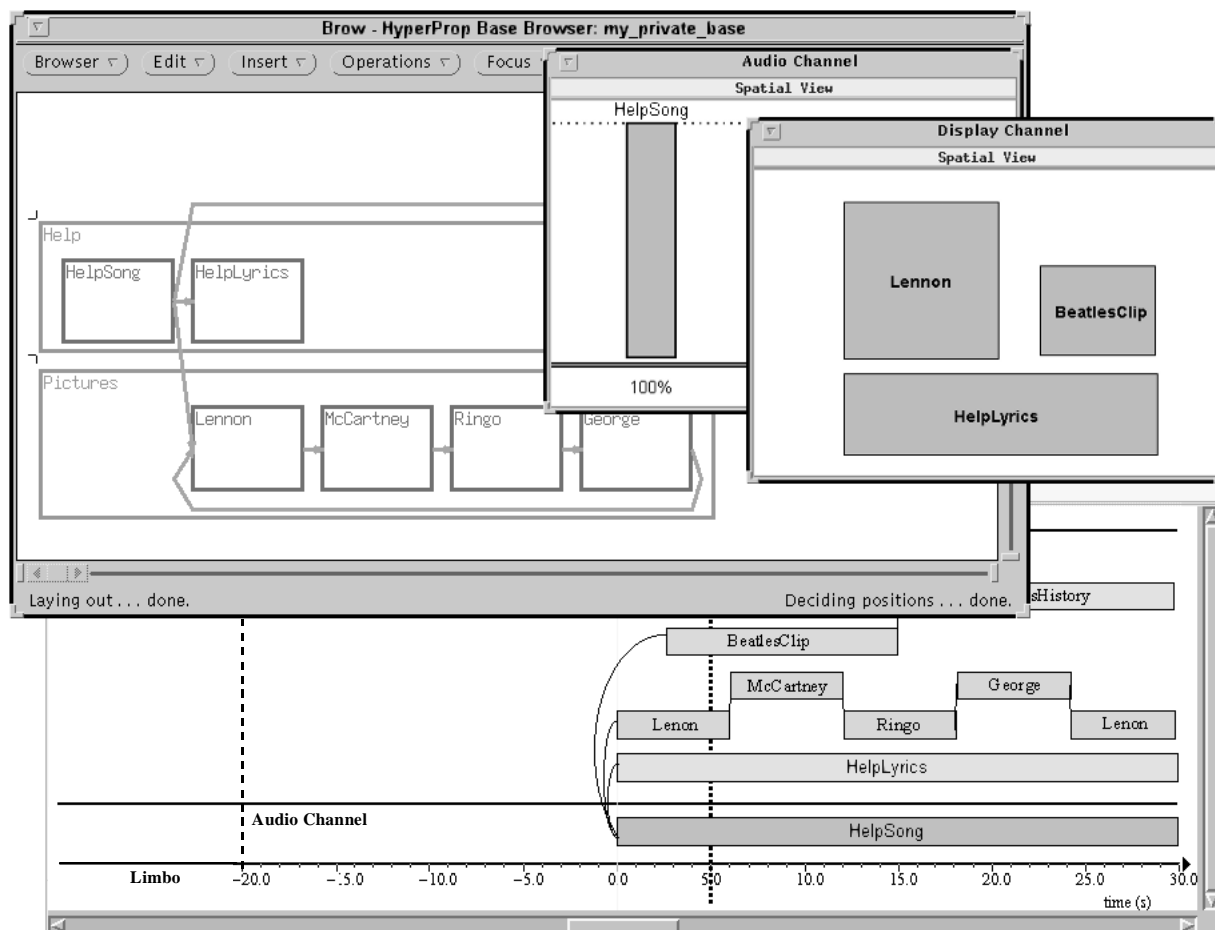 Brow - HyperProp Base Browser: my_private_base
Browser Edit Insert Operations Focus
Audio Channel
Spatial View
HelpSong
100%
Display Channel
Spatial View
Lennon
BeatlesClip
HelpLyrics
Help
HelpSong HelpLyrics
Pictures
Lennon McCartney Ringo George
Laying out . . . done. Deciding positions . . . done.
sHistory
BeatlesClip
McCartney George
Lenon Ringo Lenon
HelpLyrics
Audio Channel
HelpSong
Limbo
-20.0 -15.0 -10.0 -5.0 0.0 5.0 10.0 15.0 20.0 25.0 30.0
time (s)